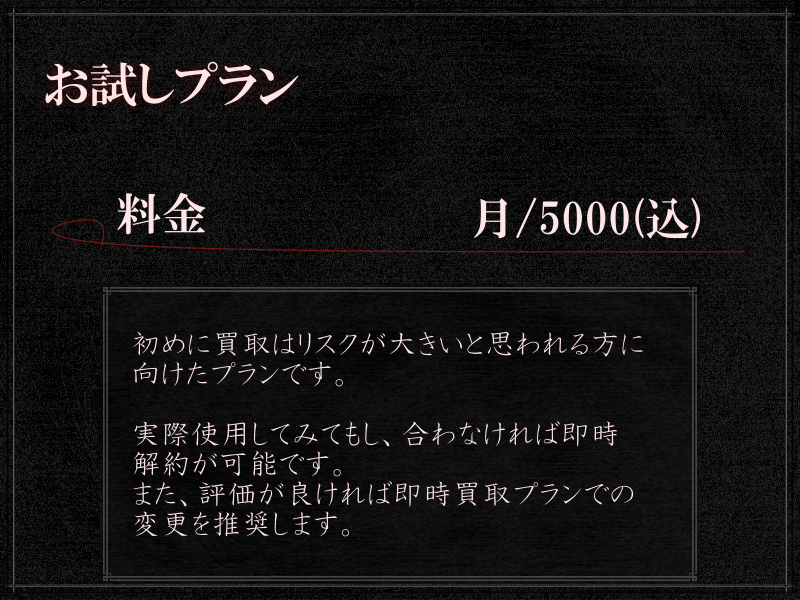 お試しプラン
料金
月/5000(込)
初めに買取はリスクが大きいと思われる方に
向けたプランです。
実際使用してみてもし、合わなければ即時
解約が可能です。
また、評価が良ければ即時買取プランでの
変更を推奨します。